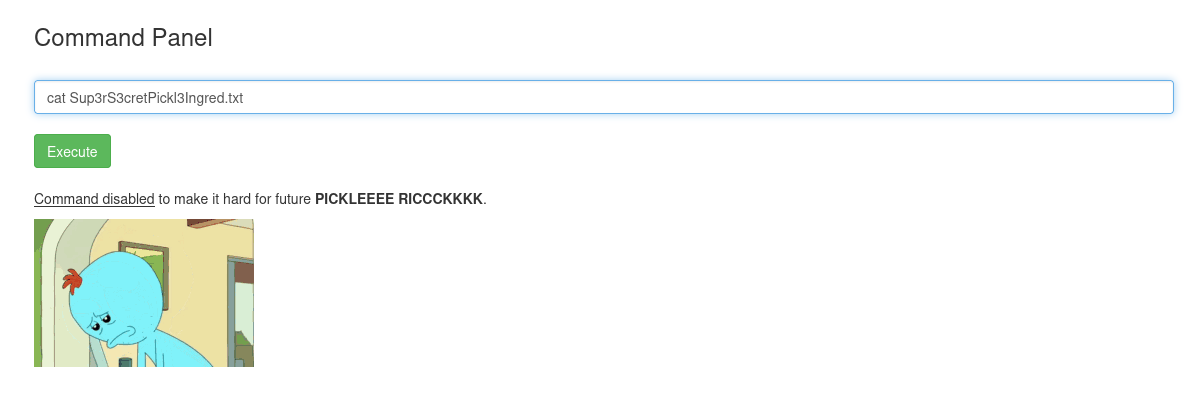 Command Panel
cat Sup3rS3cretPickl3Ingred.txt
Execute
Command disabled to make it hard for future PICKLEEEE RICCCKKKK.